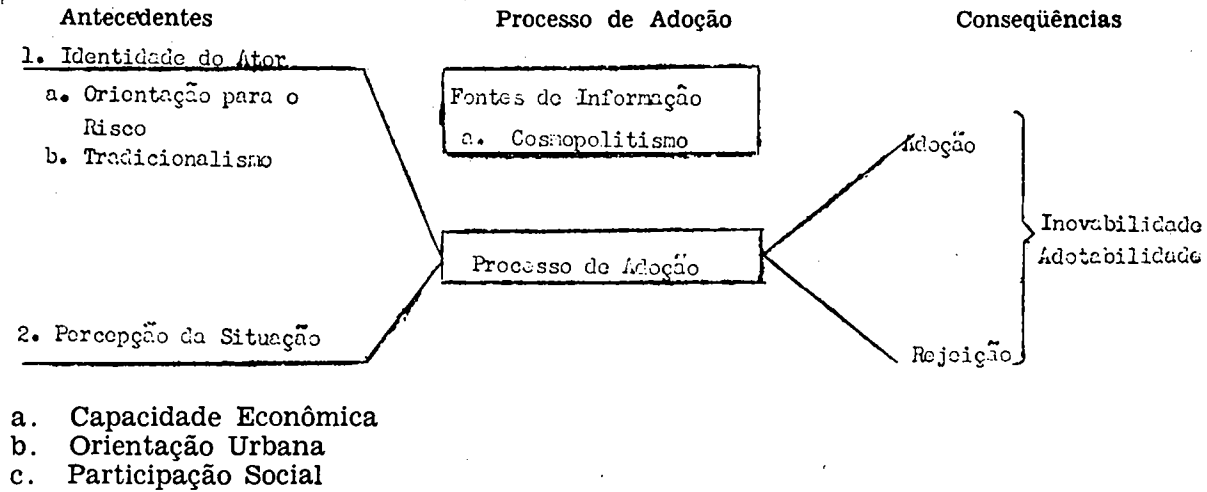 Antecedentes
Processo de Adoção
Conseqüências
1. Identidade do Ator
a. Orientação para o
Risco
b. Tradicionalismo
Fontes de Informação
a. Cosmopolitismo
Processo de Adoção
Adoção
Rejeição
Inovabilidade
Adotabilidade
2. Percepção da Situação
a. Capacidade Econômica
b. Orientação Urbana
c. Participação Social